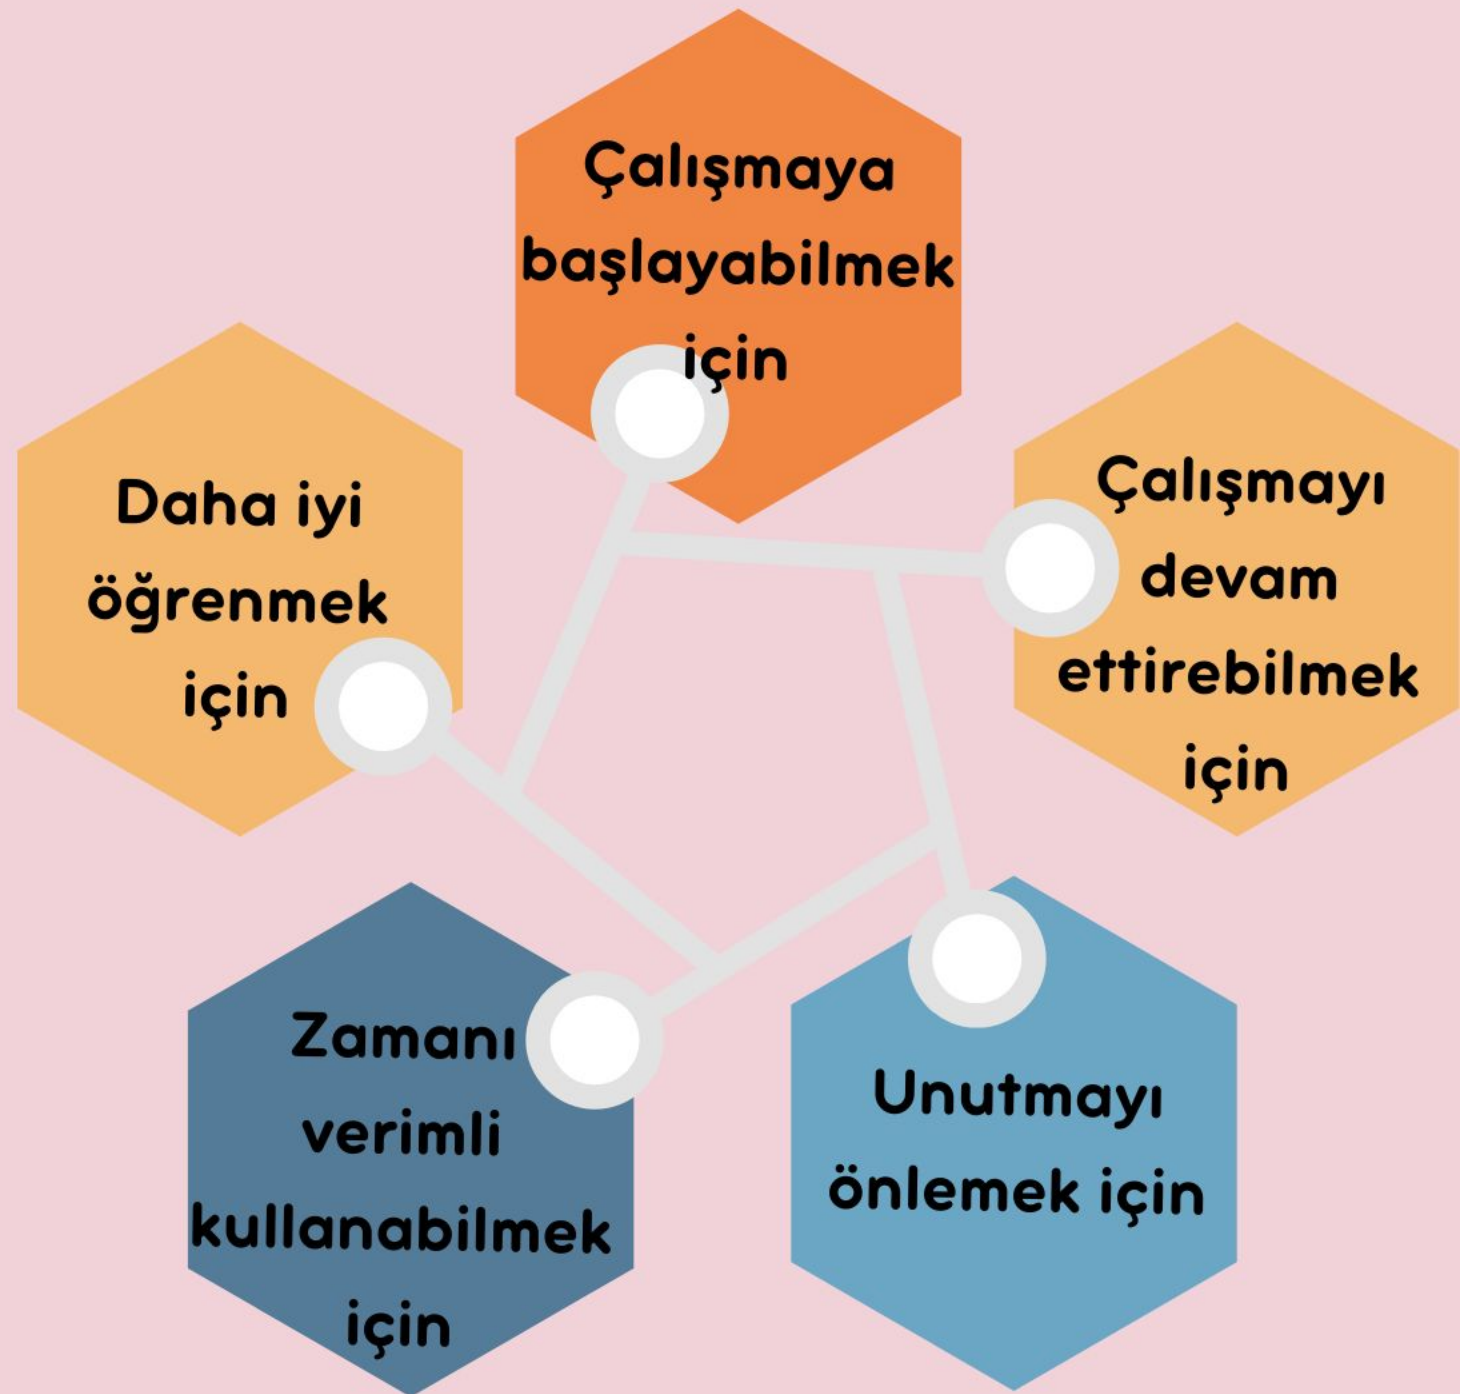 Çalışmaya
başlayabilmek
için
Daha iyi
öğrenmek
için
Çalışmayı
devam
ettirebilmek
için
Zamanı
verimli
kullanabilmek
için
Unutmayı
önlemek için